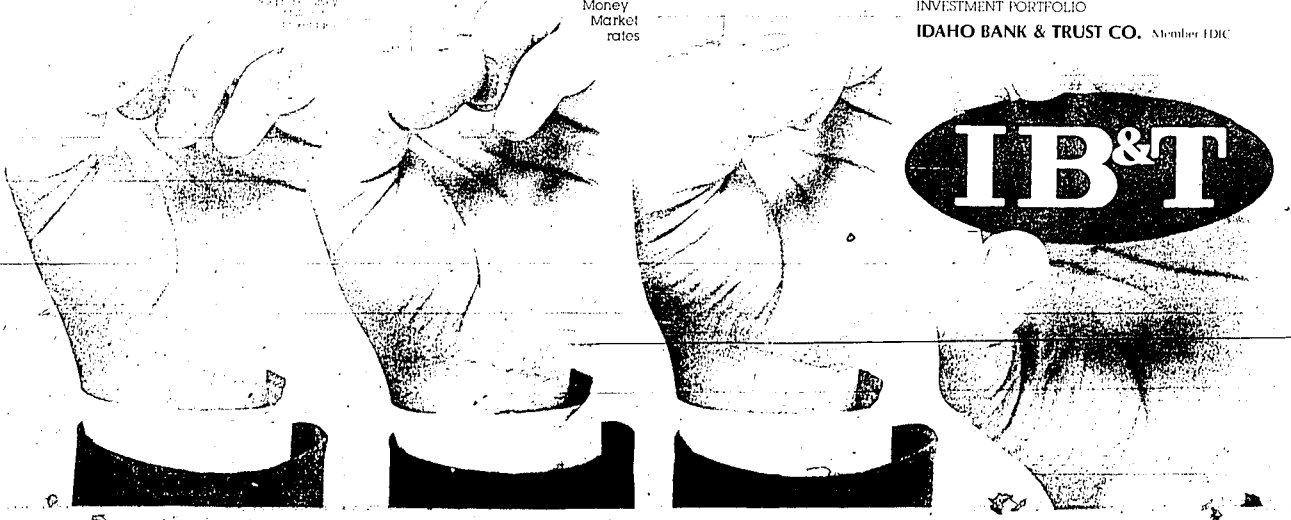 Money
Market
rates
INVESTMENT PORTFOLIO
IDAHO BANK & TRUST CO. Member FDIC
IB&T